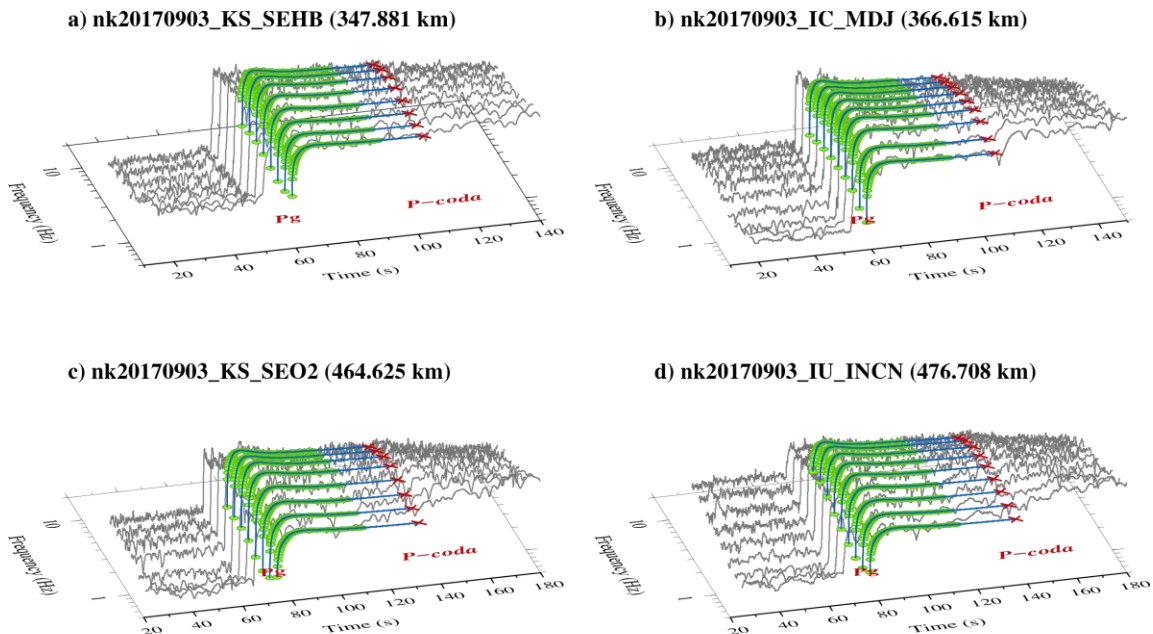 a) nk20170903_KS_SEHB (347.881 km)
10
1
Frequency (Hz)
Pg
P-coda
20 40 60 80 100 120 140
Time (s)
b) nk20170903_IC_MDJ (366.615 km)
10
1
Frequency (Hz)
Pg
P-coda
20 40 60 80 100 120 140
Time (s)
c) nk20170903_KS_SEO2 (464.625 km)
10
1
Frequency (Hz)
Pg
P-coda
20 40 60 80 100 120 140 160 180
Time (s)
d) nk20170903_IU_INCN (476.708 km)
10
1
Frequency (Hz)
Pg
P-coda
20 40 60 80 100 120 140 160 180
Time (s)